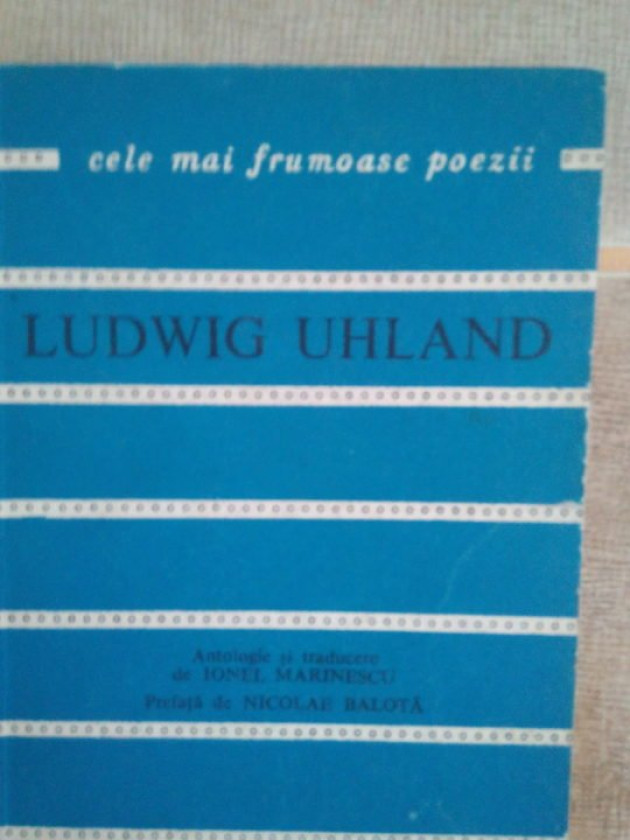 cele mai frumoase poezii
LUDWIG UHLAND
Antologie și traducere
de IONEL MARINESCU
Prefață de NICOLAE BALOTĂ